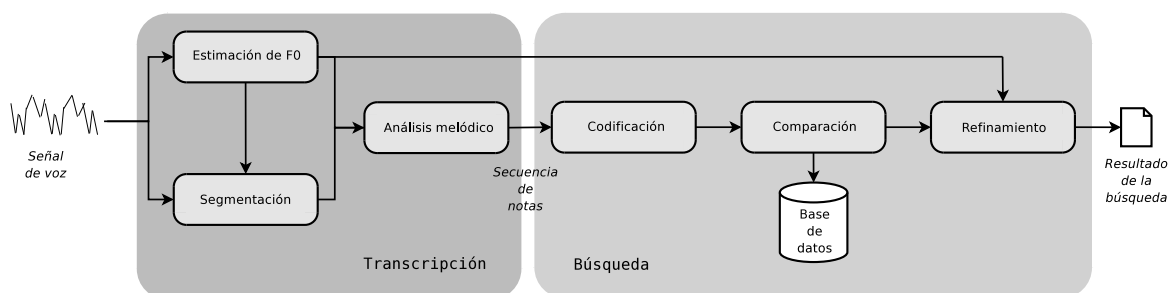 Estimación de F0
Señal
de voz
Segmentación
Análisis melódico
Transcripción
Secuencia
de
notas
Codificación
Comparación
Refinamiento
Base
de
datos
Búsqueda
Resultado
de la
búsqueda